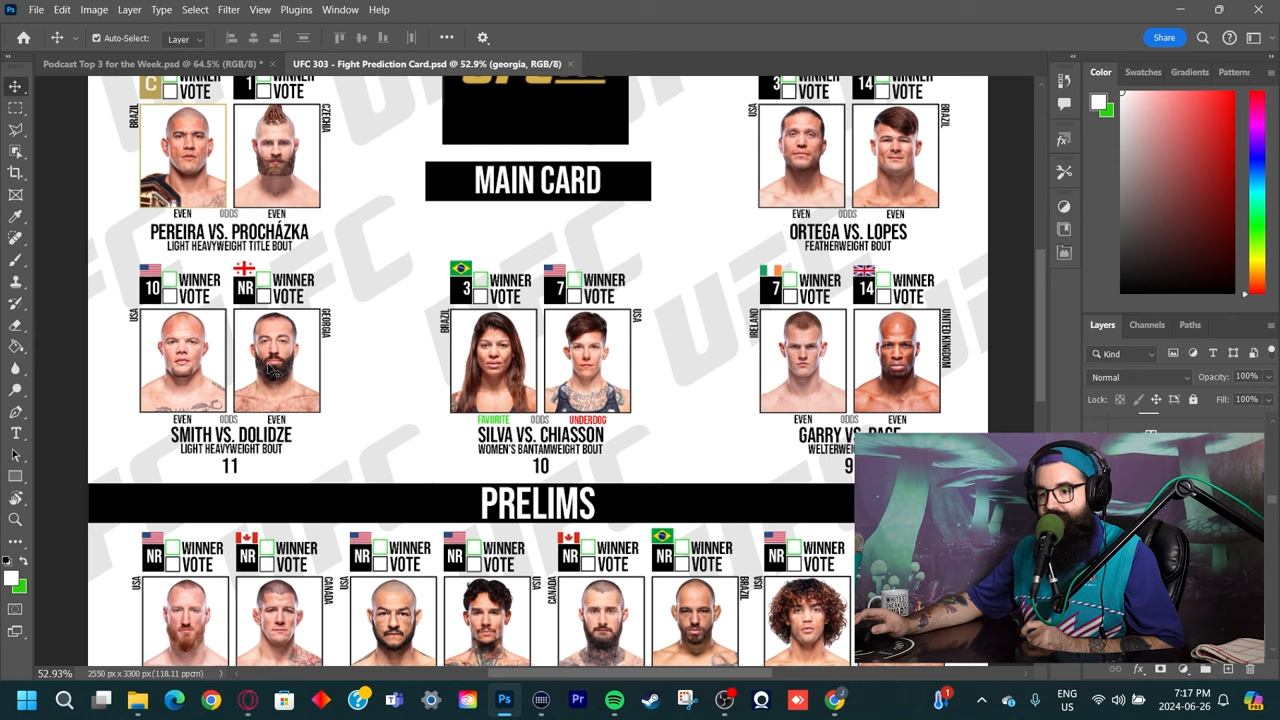 Ps File Edit Image Layer Type Select Filter View Plugins Window Help
Auto-Select: Layer Share
Podcast Top 3 for the Week.psd @ 64.5% (RGB/8) * × UFC 303 - Fight Prediction Card.psd @ 52.9% (georgia, RGB/8) ×
Color Swatches Gradients Patterns
C VOTE 1 VOTE
BRAZIL CZECHIA
EVEN ODDS EVEN
PEREIRA VS. PROCHÁZKA
LIGHT HEAVYWEIGHT TITLE BOUT
UFC 303
MAIN CARD
3 VOTE 14 VOTE
USA BRAZIL
EVEN ODDS EVEN
ORTEGA VS. LOPES
FEATHERWEIGHT BOUT
10 WINNER VOTE NR WINNER VOTE
USA GEORGIA
EVEN ODDS EVEN
SMITH VS. DOLIDZE
LIGHT HEAVYWEIGHT BOUT
11
3 WINNER VOTE 7 WINNER VOTE
BRAZIL USA
FAVORITE ODDS UNDERDOG
SILVA VS. CHIASSON
WOMEN'S BANTAMWEIGHT BOUT
10
7 WINNER VOTE 14 WINNER VOTE
IRELAND UNITED KINGDOM
EVEN ODDS EVEN
GARRY VS. PAGE
WELTERWEI
9
PRELIMS
NR WINNER VOTE NR WINNER VOTE
USA CANADA
NR WINNER VOTE NR WINNER VOTE
USA USA
NR WINNER VOTE NR WINNER VOTE
CANADA BRAZIL
NR WINNER VOTE
USA
Layers Channels Paths
Kind
Normal Opacity: 100%
Lock: Fill: 100%
52.93% 2550 px x 3300 px (118.11 ppcm)
ENG
US
7:17 PM
2024-06-26